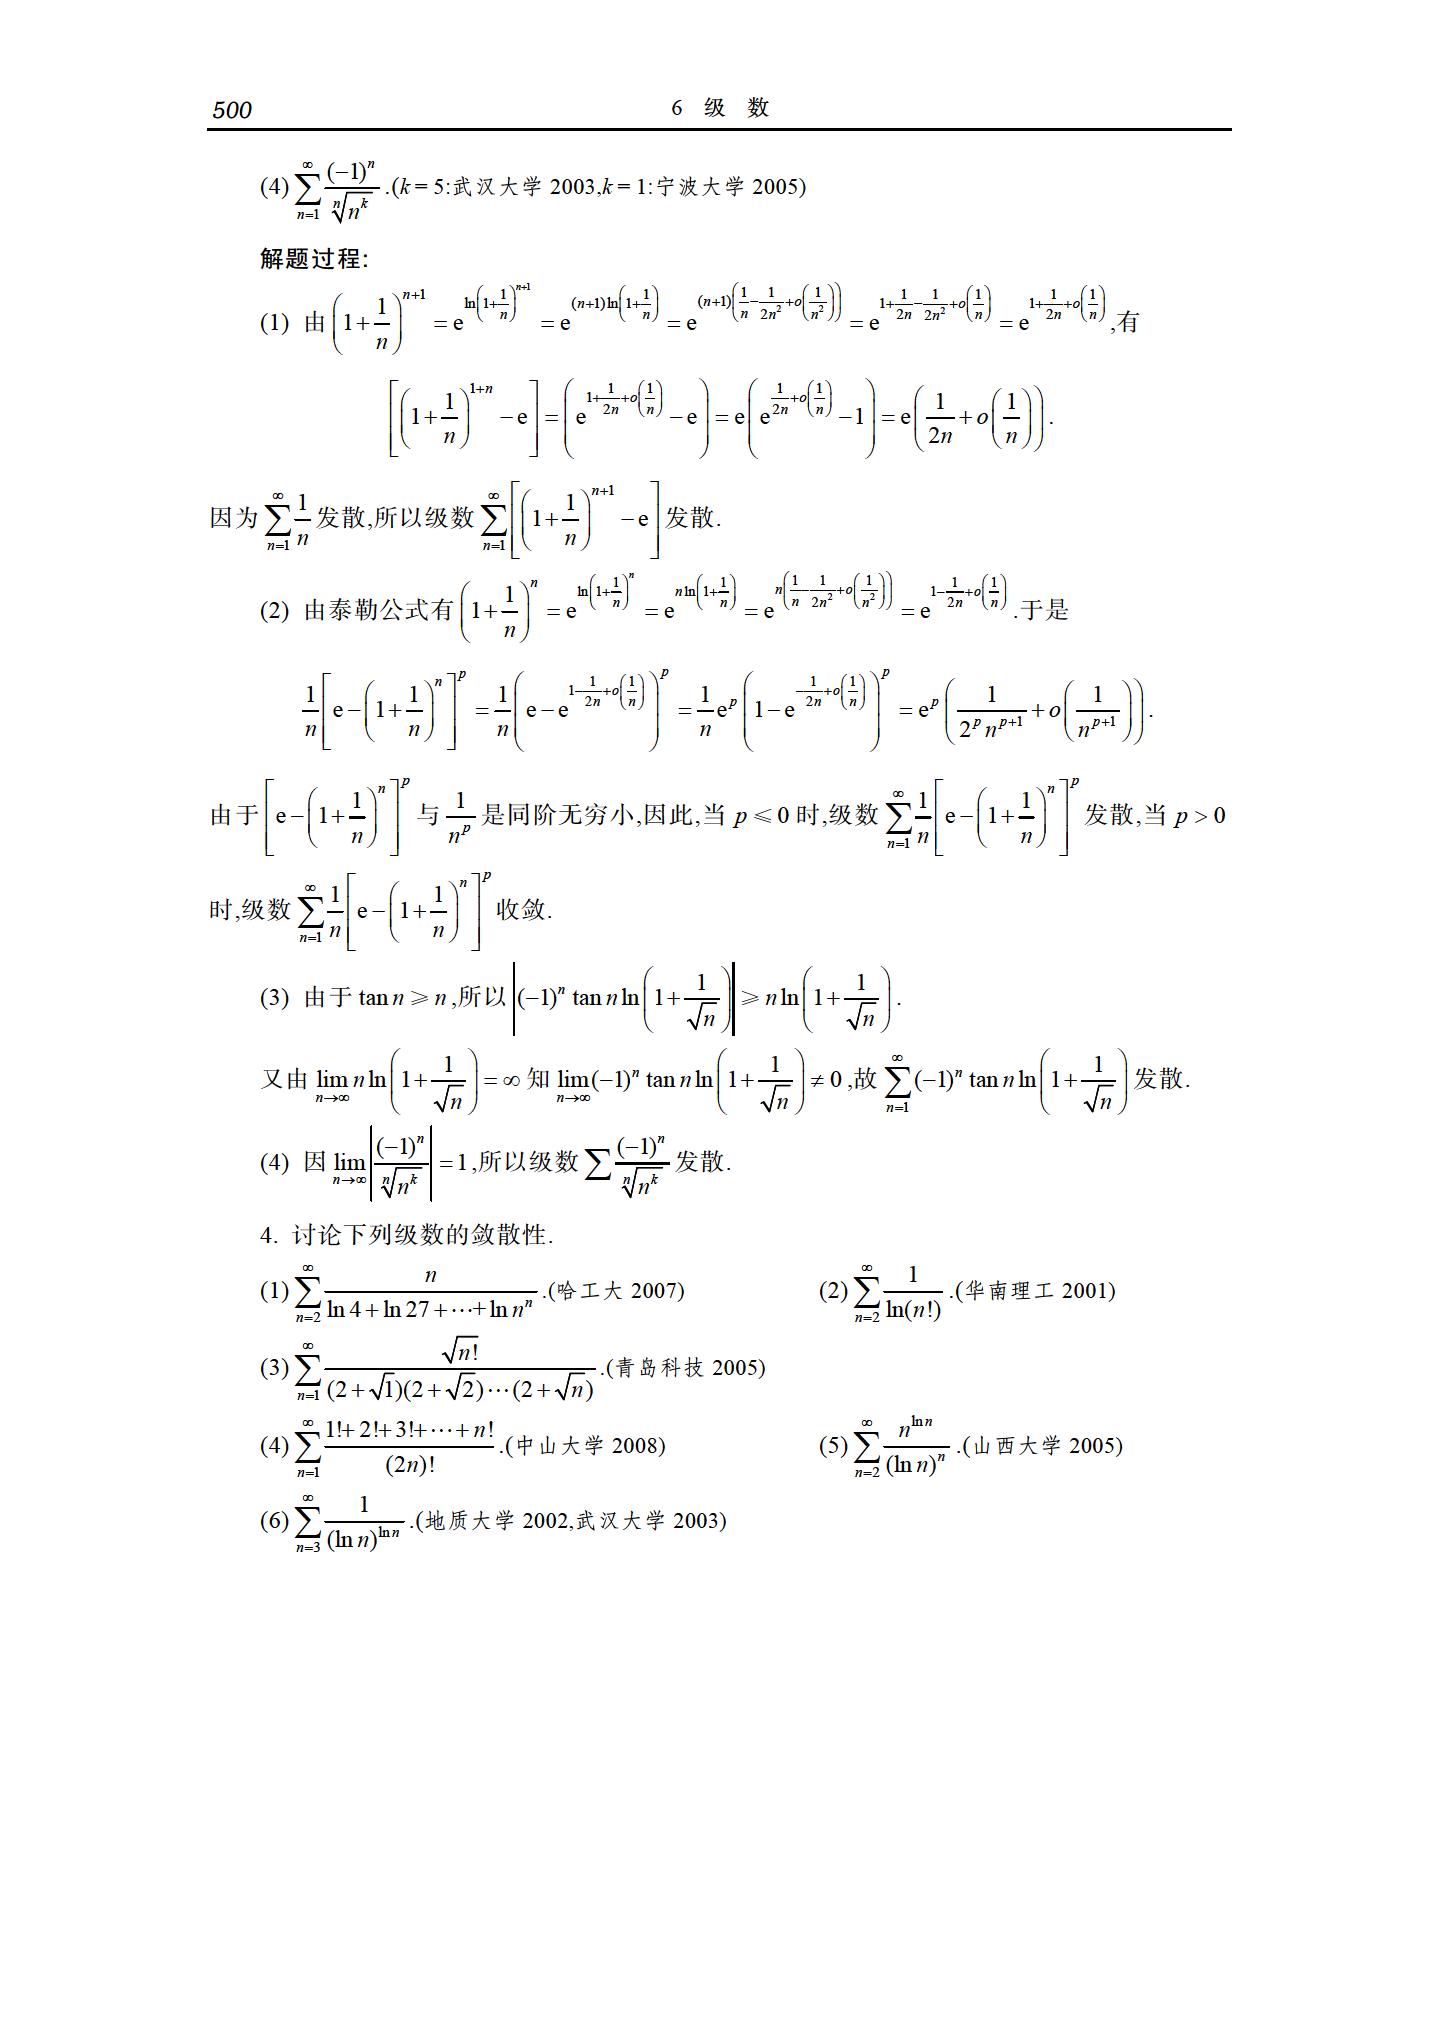 500 6 级 数
(4) $\sum_{n=1}^{\infty}\frac{(-1)^n}{\sqrt[n]{n^k}}$.(k = 5:武汉大学 2003,k = 1:宁波大学 2005)
解题过程:
(1) 由 $\left(1+\frac{1}{n}\right)^{n+1}=e^{\ln\left(1+\frac{1}{n}\right)^{n+1}}=e^{(n+1)\ln\left(1+\frac{1}{n}\right)}=e^{(n+1)\left(\frac{1}{n}-\frac{1}{2n^2}+o\left(\frac{1}{n^2}\right)\right)}=e^{1+\frac{1}{2n}-\frac{1}{2n^2}+o\left(\frac{1}{n}\right)}=e^{1+\frac{1}{2n}+o\left(\frac{1}{n}\right)}$,有
$\left[\left(1+\frac{1}{n}\right)^{1+n}-e\right]=\left(e^{1+\frac{1}{2n}+o\left(\frac{1}{n}\right)}-e\right)=e\left(e^{\frac{1}{2n}+o\left(\frac{1}{n}\right)}-1\right)=e\left(\frac{1}{2n}+o\left(\frac{1}{n}\right)\right)$.
因为 $\sum_{n=1}^{\infty}\frac{1}{n}$ 发散,所以级数 $\sum_{n=1}^{\infty}\left[\left(1+\frac{1}{n}\right)^{n+1}-e\right]$ 发散.
(2) 由泰勒公式有 $\left(1+\frac{1}{n}\right)^{n}=e^{\ln\left(1+\frac{1}{n}\right)^{n}}=e^{n\ln\left(1+\frac{1}{n}\right)}=e^{n\left(\frac{1}{n}-\frac{1}{2n^2}+o\left(\frac{1}{n^2}\right)\right)}=e^{1-\frac{1}{2n}+o\left(\frac{1}{n}\right)}$.于是
$\frac{1}{n}\left[e-\left(1+\frac{1}{n}\right)^{n}\right]^{p}=\frac{1}{n}\left(e-e^{1-\frac{1}{2n}+o\left(\frac{1}{n}\right)}\right)^{p}=\frac{1}{n}e^{p}\left(1-e^{-\frac{1}{2n}+o\left(\frac{1}{n}\right)}\right)^{p}=e^{p}\left(\frac{1}{2^{p}n^{p+1}}+o\left(\frac{1}{n^{p+1}}\right)\right)$.
由于 $\left[e-\left(1+\frac{1}{n}\right)^{n}\right]^{p}$ 与 $\frac{1}{n^{p}}$ 是同阶无穷小,因此,当 p ⩽ 0 时,级数 $\sum_{n=1}^{\infty}\frac{1}{n}\left[e-\left(1+\frac{1}{n}\right)^{n}\right]^{p}$ 发散,当 p > 0
时,级数 $\sum_{n=1}^{\infty}\frac{1}{n}\left[e-\left(1+\frac{1}{n}\right)^{n}\right]^{p}$ 收敛.
(3) 由于 tan n ⩾ n ,所以 $\left|(-1)^n\tan n\ln\left(1+\frac{1}{\sqrt{n}}\right)\right|\geqslant n\ln\left(1+\frac{1}{\sqrt{n}}\right)$.
又由 $\lim_{n\to\infty}n\ln\left(1+\frac{1}{\sqrt{n}}\right)=\infty$ 知 $\lim_{n\to\infty}(-1)^n\tan n\ln\left(1+\frac{1}{\sqrt{n}}\right)\neq 0$ ,故 $\sum_{n=1}^{\infty}(-1)^n\tan n\ln\left(1+\frac{1}{\sqrt{n}}\right)$ 发散.
(4) 因 $\lim_{n\to\infty}\left|\frac{(-1)^n}{\sqrt[n]{n^k}}\right|=1$,所以级数 $\sum\frac{(-1)^n}{\sqrt[n]{n^k}}$ 发散.
4. 讨论下列级数的敛散性.
(1) $\sum_{n=2}^{\infty}\frac{n}{\ln 4+\ln 27+\cdots+\ln n^n}$.(哈工大 2007) (2) $\sum_{n=2}^{\infty}\frac{1}{\ln(n!)}$.(华南理工 2001)
(3) $\sum_{n=1}^{\infty}\frac{\sqrt{n!}}{(2+\sqrt{1})(2+\sqrt{2})\cdots(2+\sqrt{n})}$.(青岛科技 2005)
(4) $\sum_{n=1}^{\infty}\frac{1!+2!+3!+\cdots+n!}{(2n)!}$.(中山大学 2008) (5) $\sum_{n=2}^{\infty}\frac{n^{\ln n}}{(\ln n)^n}$.(山西大学 2005)
(6) $\sum_{n=3}^{\infty}\frac{1}{(\ln n)^{\ln n}}$.(地质大学 2002,武汉大学 2003)